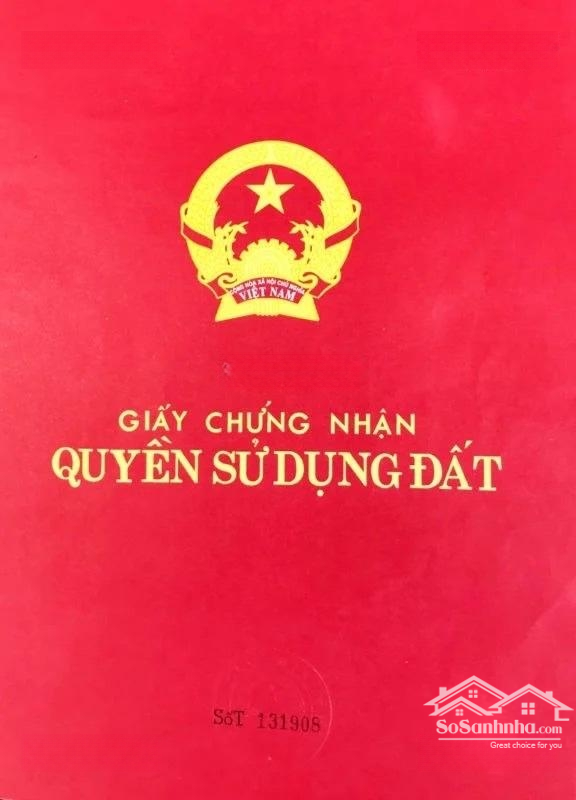 CỘNG HÒA XÃ HỘI CHỦ NGHĨA
VIỆT NAM
GIẤY CHỨNG NHẬN
QUYỀN SỬ DỤNG ĐẤT
SốT 131908
SoSanhnha.com
Great choice for you